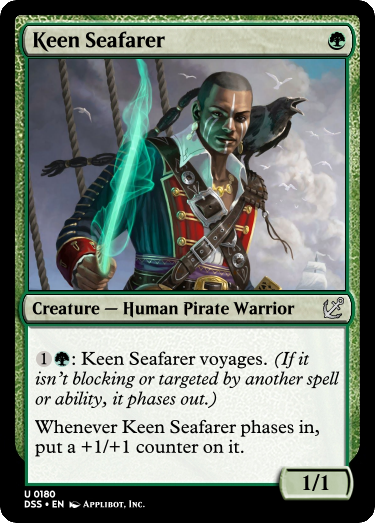 Keen Seafarer
Creature — Human Pirate Warrior
1 : Keen Seafarer voyages. (If it
isn't blocking or targeted by another spell
or ability, it phases out.)
Whenever Keen Seafarer phases in,
put a +1/+1 counter on it.
1/1
U 0180
DSS • EN Applibot, Inc.